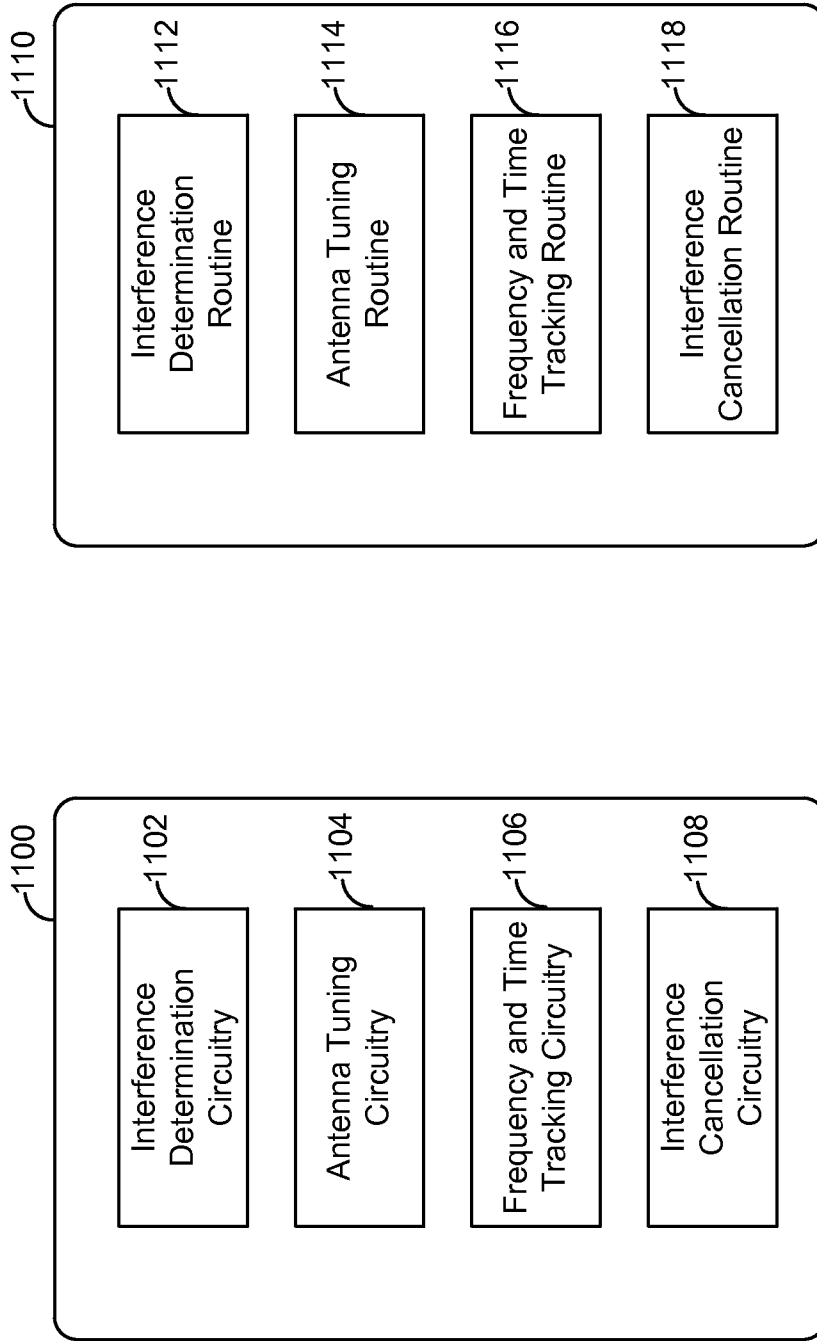 1100
Interference
Determination
Circuitry
1102
Antenna Tuning
Circuitry
1104
Frequency and Time
Tracking Circuitry
1106
Interference
Cancellation
Circuitry
1108
1110
Interference
Determination
Routine
1112
Antenna Tuning
Routine
1114
Frequency and Time
Tracking Routine
1116
Interference
Cancellation Routine
1118